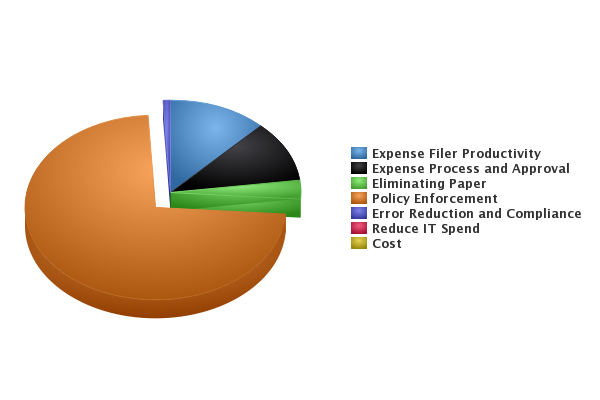 Expense Filer Productivity
Expense Process and Approval
Eliminating Paper
Policy Enforcement
Error Reduction and Compliance
Reduce IT Spend
Cost